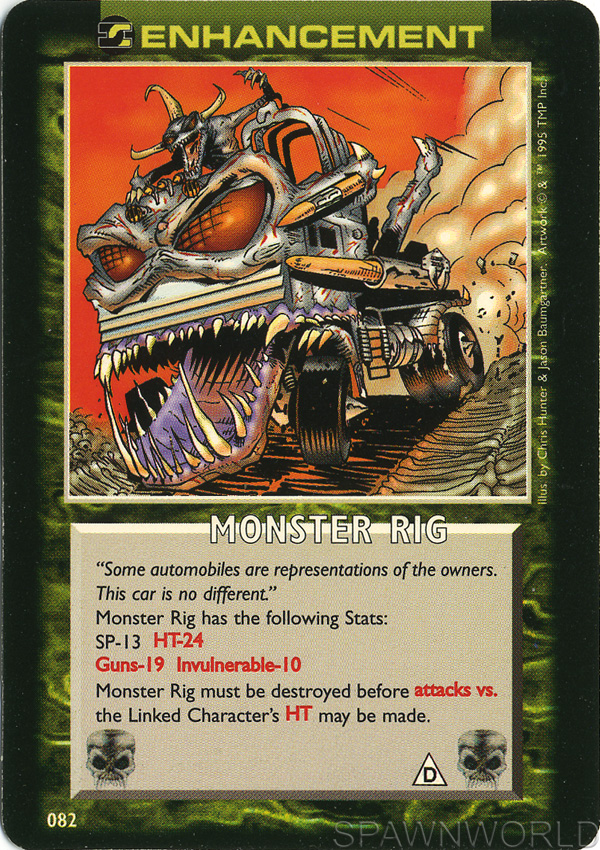 ENHANCEMENT
Illus. by Chris Hunter & Jason Baumgartner. Artwork © & ™ 1995 TMP Inc.
MONSTER RIG
“Some automobiles are representations of the owners.
This car is no different.”
Monster Rig has the following Stats:
SP-13 HT-24
Guns-19 Invulnerable-10
Monster Rig must be destroyed before attacks vs.
the Linked Character's HT may be made.
D
082
SPAWNWORLD